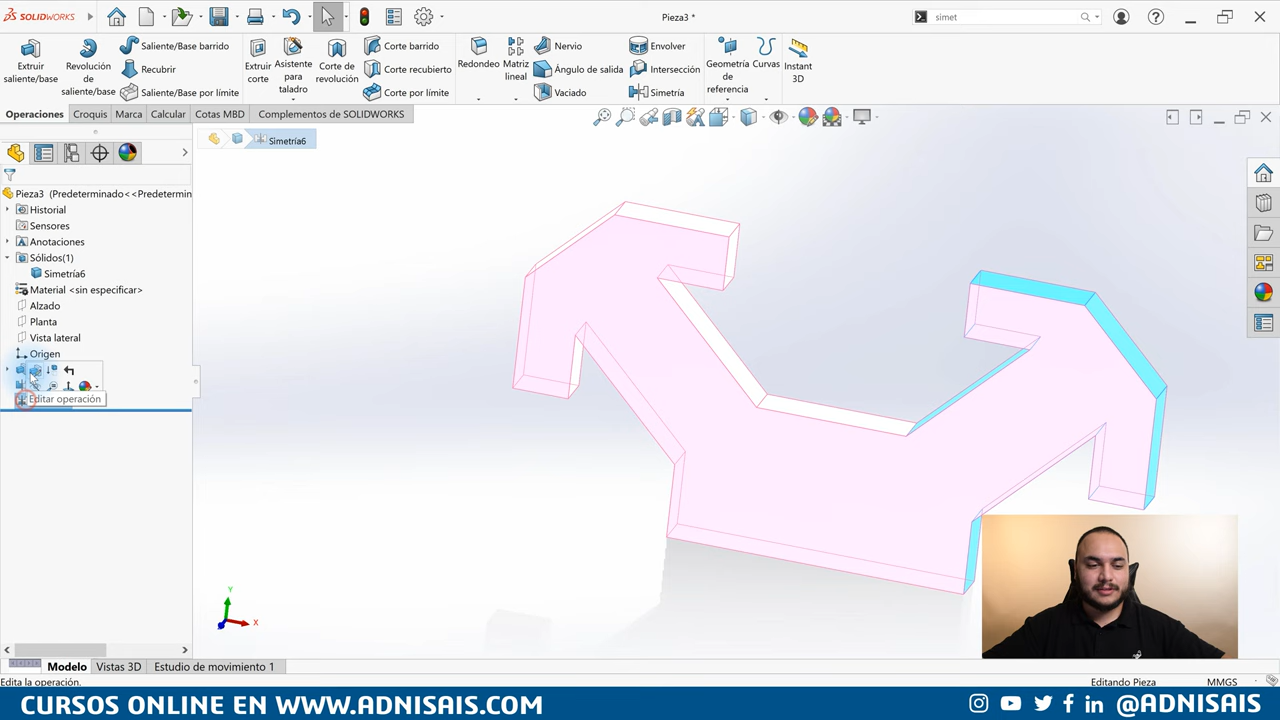 SOLIDWORKS
Pieza3 *
simet
Extruir saliente/base
Revolución de saliente/base
Saliente/Base barrido
Recubrir
Saliente/Base por límite
Extruir corte
Asistente para taladro
Corte de revolución
Corte barrido
Corte recubierto
Corte por límite
Redondeo
Matriz lineal
Nervio
Ángulo de salida
Vaciado
Envolver
Intersección
Simetría
Geometría de referencia
Curvas
Instant 3D
Operaciones
Croquis
Marca
Calcular
Cotas MBD
Complementos de SOLIDWORKS
Simetría6
Pieza3 (Predeterminado<<Predetermin
Historial
Sensores
Anotaciones
Sólidos(1)
Simetría6
Material <sin especificar>
Alzado
Planta
Vista lateral
Origen
Editar operación
Y
X
Modelo
Vistas 3D
Estudio de movimiento 1
Edita la operación.
Editando Pieza
MMGS
CURSOS ONLINE EN WWW.ADNISAIS.COM
@ADNISAIS